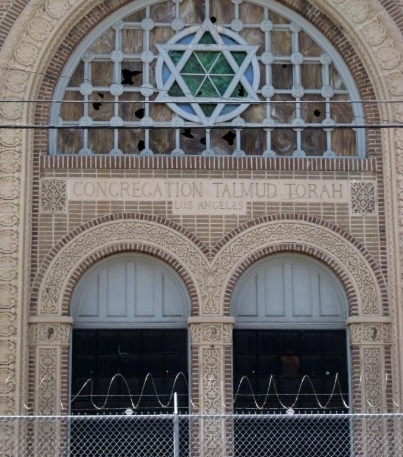 CONGREGATION TALMUD TORAH
LOS ANGELES